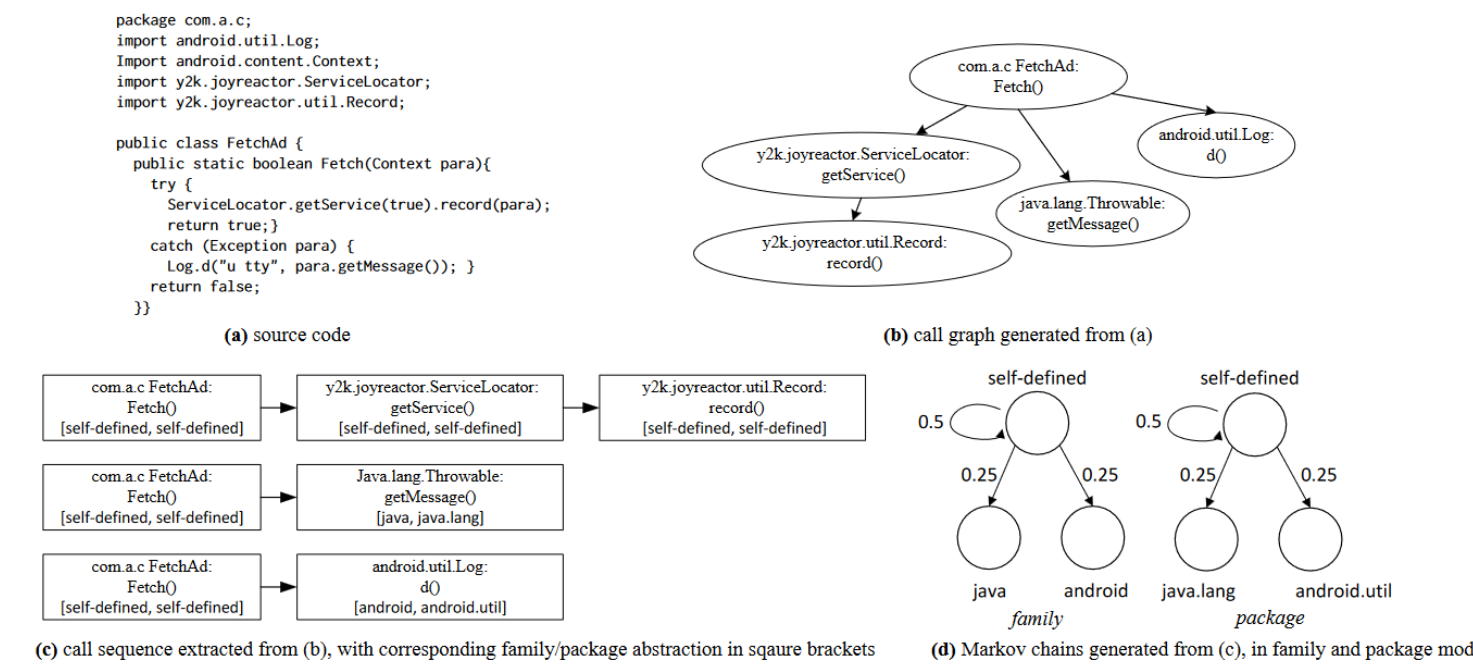 package com.a.c;
import android.util.Log;
Import android.content.Context;
import y2k.joyreactor.ServiceLocator;
import y2k.joyreactor.util.Record;
public class FetchAd {
public static boolean Fetch(Context para){
try {
ServiceLocator.getService(true).record(para);
return true;}
catch (Exception para) {
Log.d("u tty", para.getMessage()); }
return false;
}}
(a) source code
com.a.c FetchAd:
Fetch()
android.util.Log:
d()
y2k.joyreactor.ServiceLocator:
getService()
java.lang.Throwable:
getMessage()
y2k.joyreactor.util.Record:
record()
(b) call graph generated from (a)
com.a.c FetchAd:
Fetch()
[self-defined, self-defined]
y2k.joyreactor.ServiceLocator:
getService()
[self-defined, self-defined]
y2k.joyreactor.util.Record:
record()
[self-defined, self-defined]
com.a.c FetchAd:
Fetch()
[self-defined, self-defined]
Java.lang.Throwable:
getMessage()
[java, java.lang]
com.a.c FetchAd:
Fetch()
[self-defined, self-defined]
android.util.Log:
d()
[android, android.util]
(c) call sequence extracted from (b), with corresponding family/package abstraction in sqaure brackets
self-defined
0.5
0.25
0.25
java
android
family
self-defined
0.5
0.25
0.25
java.lang
android.util
package
(d) Markov chains generated from (c), in family and package mod